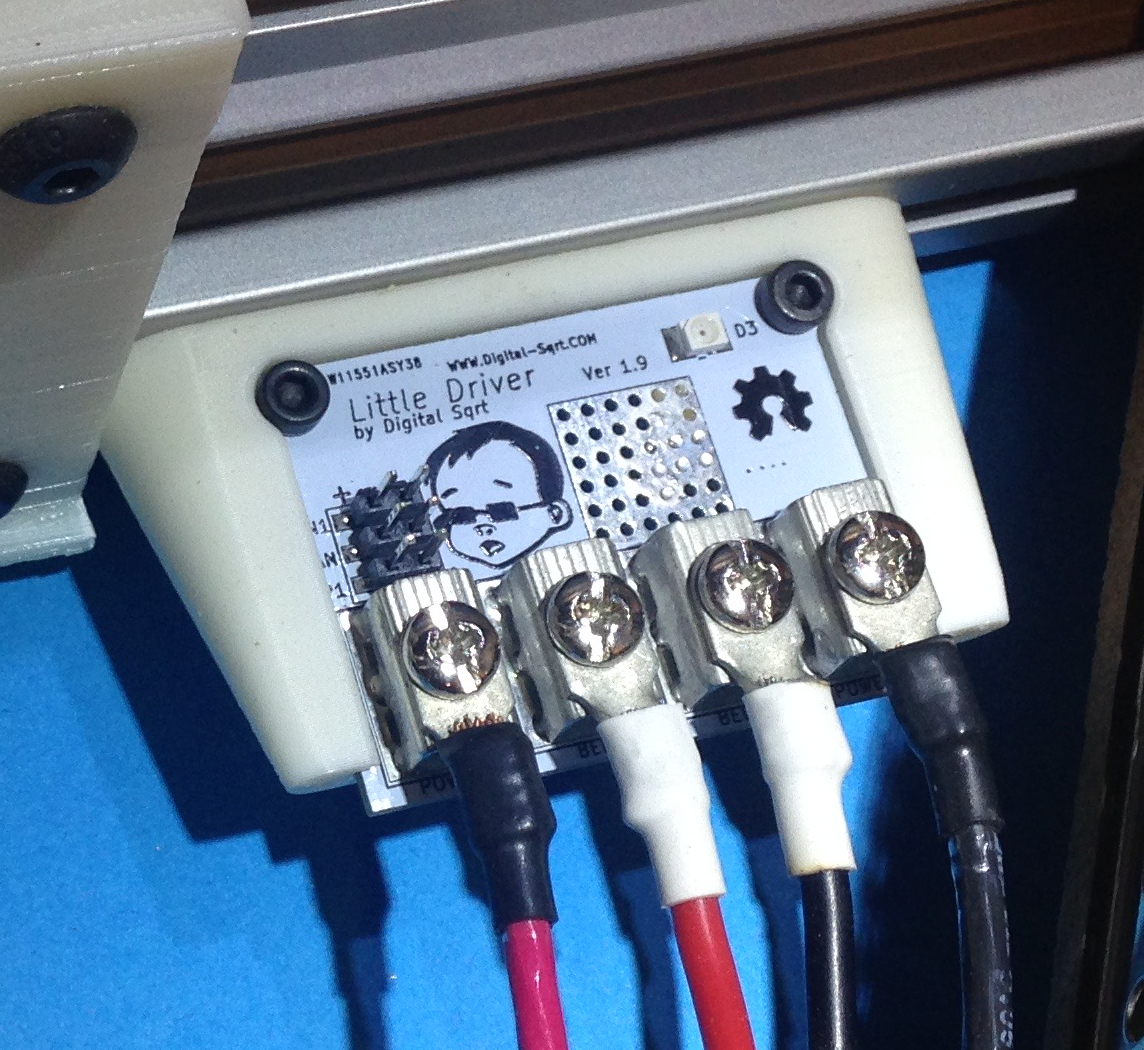 W11551ASY38 WWW.Digital-Sqrt.COM
Little Driver
by Digital Sqrt
Ver 1.9
D3
+